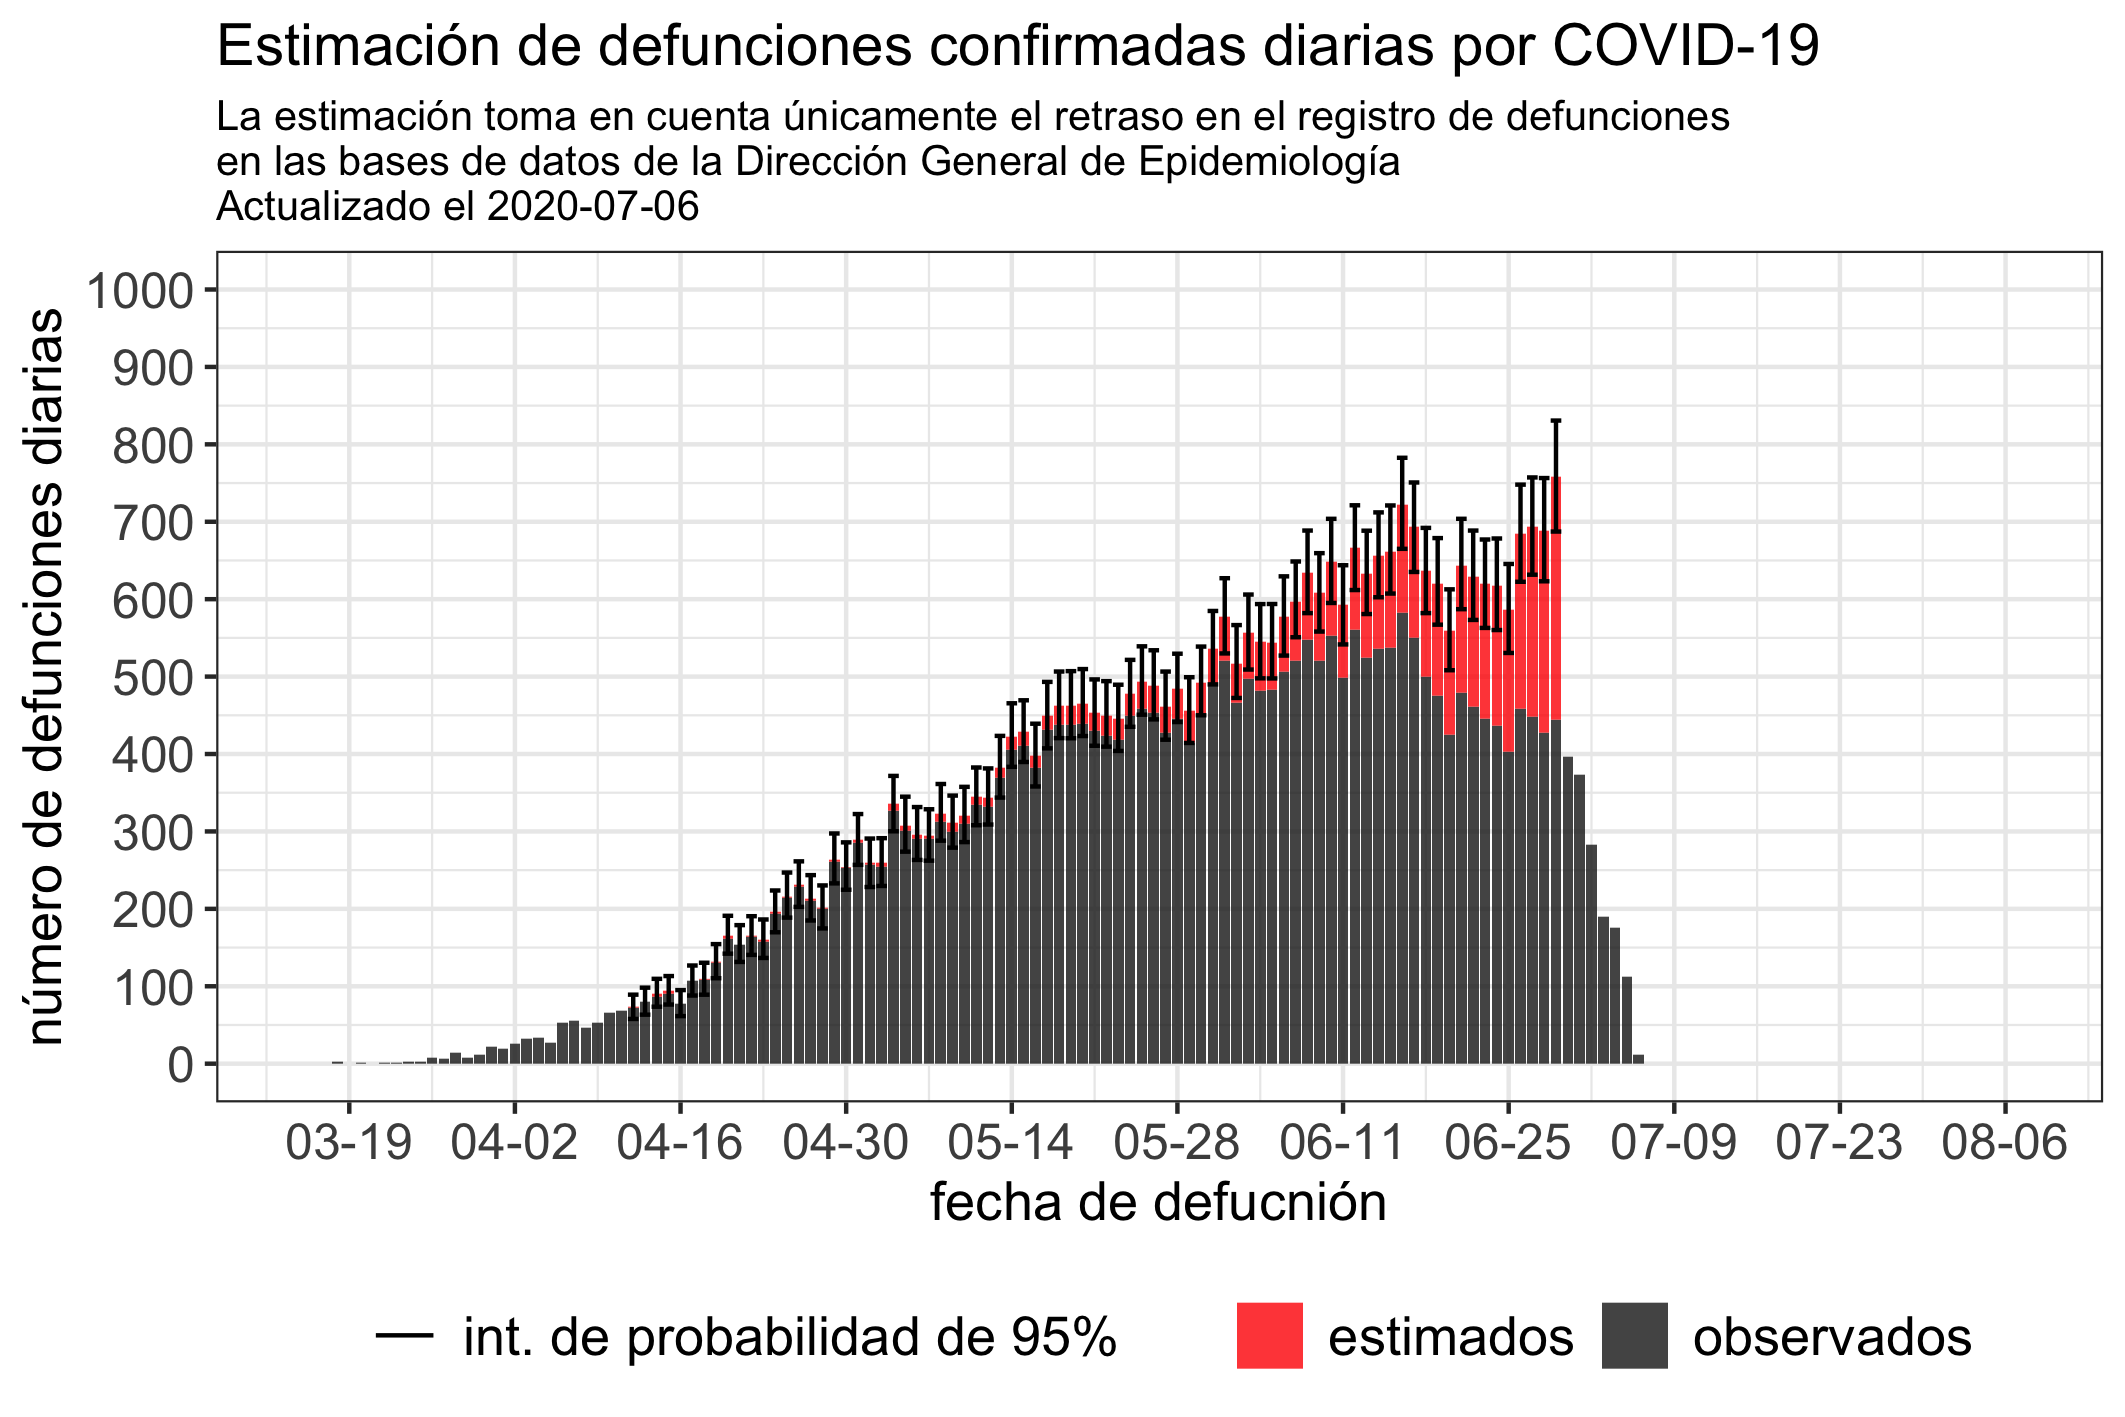 Estimación de defunciones confirmadas diarias por COVID-19
La estimación toma en cuenta únicamente el retraso en el registro de defunciones
en las bases de datos de la Dirección General de Epidemiología
Actualizado el 2020-07-06
número de defunciones diarias
1000
900
800
700
600
500
400
300
200
100
0
03-19 04-02 04-16 04-30 05-14 05-28 06-11 06-25 07-09 07-23 08-06
fecha de defucnión
int. de probabilidad de 95% estimados observados